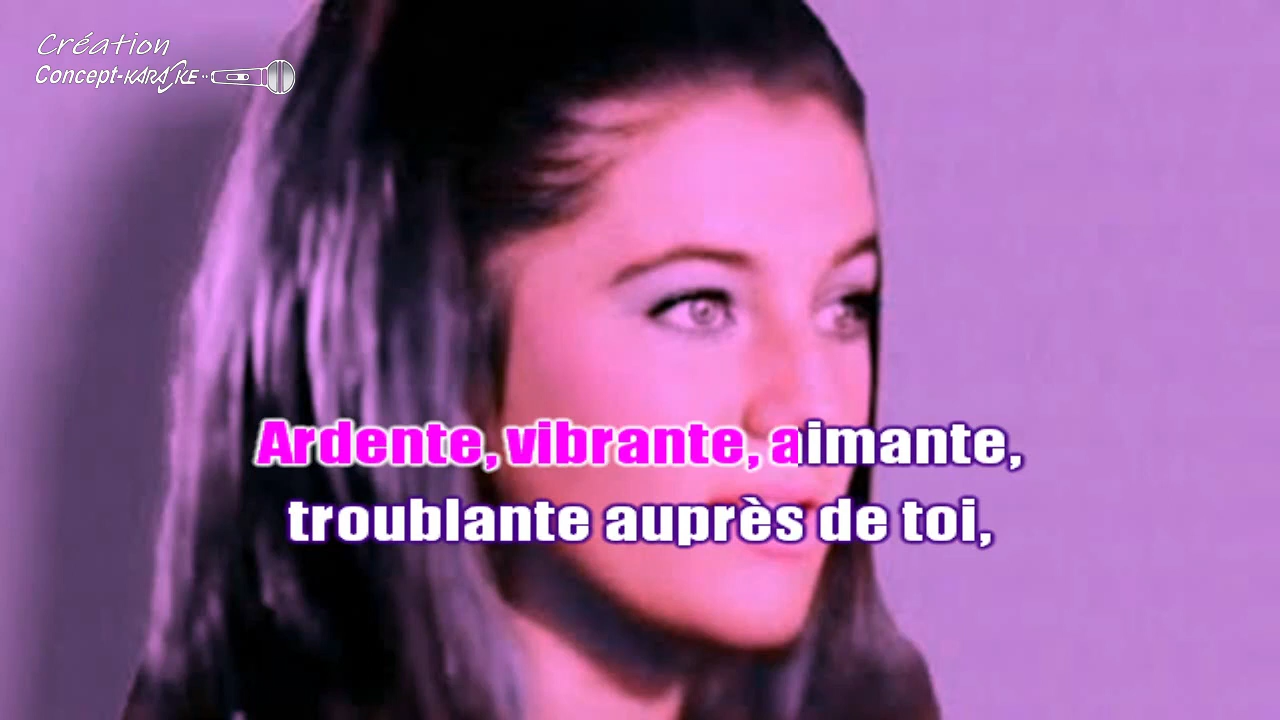 Création
Concept-KARAOKE
Ardente, vibrante, aimante,
troublante auprès de toi,